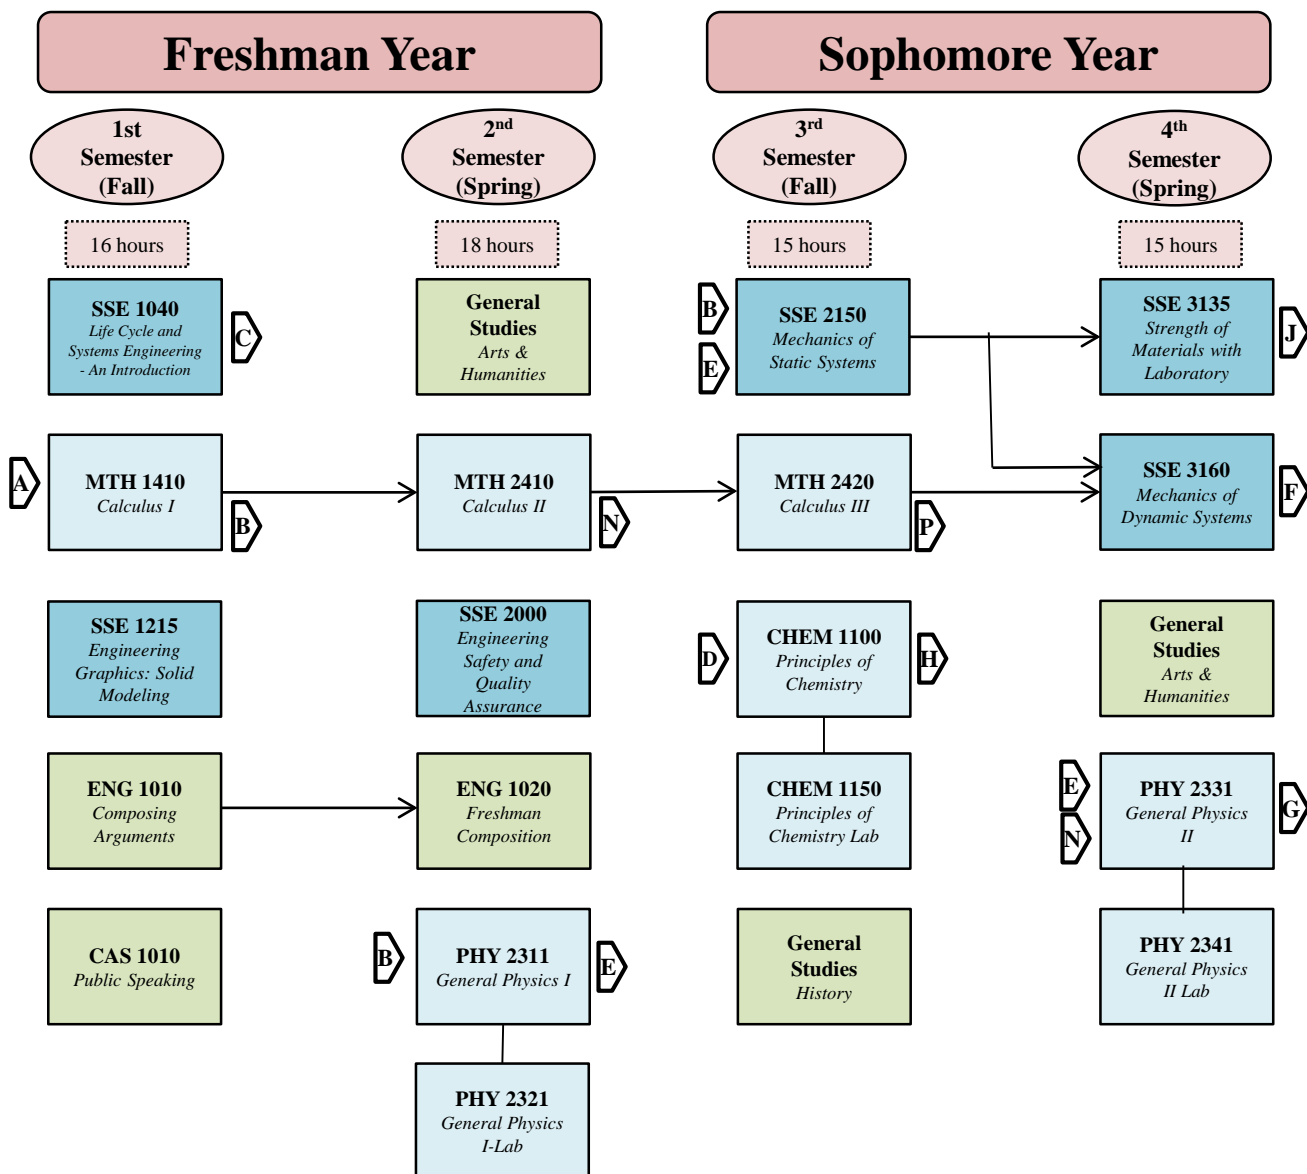 Freshman Year
Sophomore Year
1st
Semester
(Fall)
2nd
Semester
(Spring)
3rd
Semester
(Fall)
4th
Semester
(Spring)
16 hours
18 hours
15 hours
15 hours
SSE 1040
Life Cycle and
Systems Engineering
- An Introduction
C
General
Studies
Arts &
Humanities
B
E
SSE 2150
Mechanics of
Static Systems
SSE 3135
Strength of
Materials with
Laboratory
J
A
MTH 1410
Calculus I
B
MTH 2410
Calculus II
N
MTH 2420
Calculus III
P
SSE 3160
Mechanics of
Dynamic Systems
F
SSE 1215
Engineering
Graphics: Solid
Modeling
SSE 2000
Engineering
Safety and
Quality
Assurance
D
CHEM 1100
Principles of
Chemistry
H
General
Studies
Arts &
Humanities
ENG 1010
Composing
Arguments
ENG 1020
Freshman
Composition
CHEM 1150
Principles of
Chemistry Lab
E
N
PHY 2331
General Physics
II
G
CAS 1010
Public Speaking
B
PHY 2311
General Physics I
E
General
Studies
History
PHY 2341
General Physics
II Lab
PHY 2321
General Physics
I-Lab